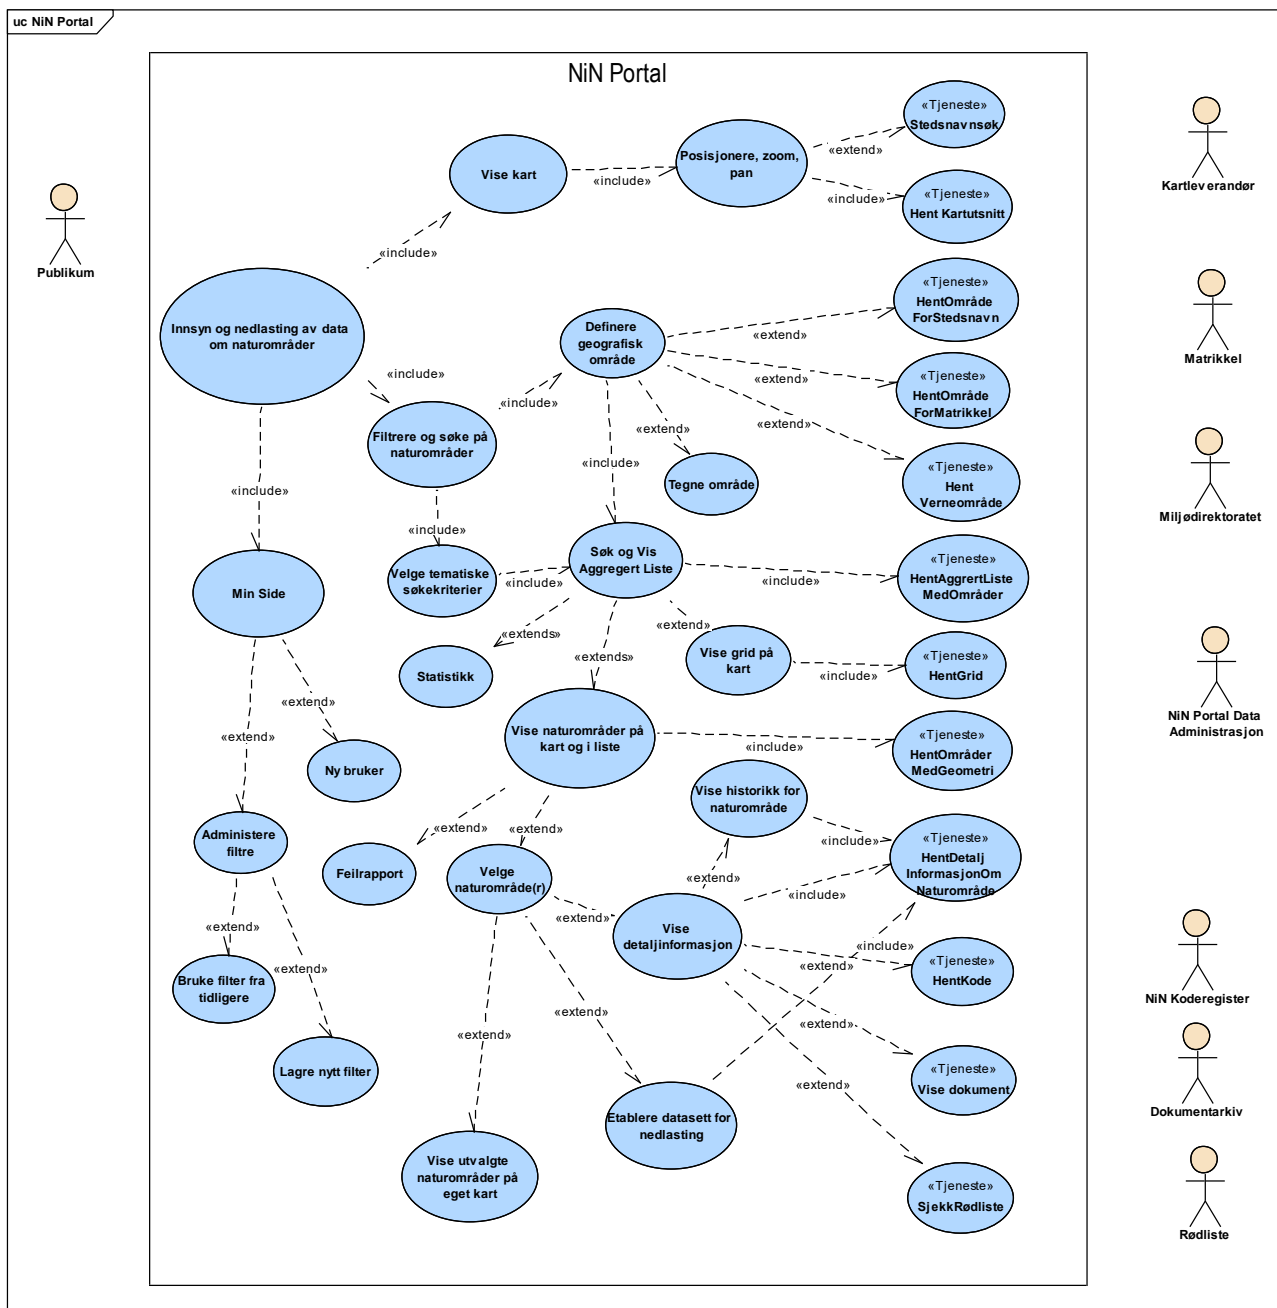 uc NiN Portal
NiN Portal
«Tjeneste»
Stedsnavnsøk
Posisjonere, zoom,
pan
«extend»
Vise kart
«include»
«include»
«Tjeneste»
Hent Kartutsnitt
Kartleverandør
Publikum
«include»
Innsyn og nedlasting av data
om naturområder
Definere
geografisk
område
«Tjeneste»
HentOmråde
ForStedsnavn
«extend»
Matrikkel
«include»
«include»
«extend»
«Tjeneste»
HentOmråde
ForMatrikkel
Filtrere og søke på
naturområder
«extend»
«extend»
«include»
«include»
Tegne område
«Tjeneste»
Hent
Verneområde
Miljødirektoratet
«include»
Min Side
Velge tematiske
søkekriterier
«include»
Søk og Vis
Aggregert Liste
«include»
«Tjeneste»
HentAggrertListe
MedOmråder
«extends»
«extends»
«extend»
Statistikk
Vise grid på
kart
«include»
«Tjeneste»
HentGrid
NiN Portal Data
Administrasjon
«extend»
«extend»
Vise naturområder på
kart og i liste
«include»
«Tjeneste»
HentOmråder
MedGeometri
Ny bruker
Vise historikk for
naturområde
Administere
filtre
«extend»
«extend»
«include»
«Tjeneste»
HentDetalj
InformasjonOm
Naturområde
Feilrapport
Velge
naturområde(r)
«extend»
«include»
«extend»
«extend»
Vise
detaljinformasjon
«include»
«extend»
«extend»
Bruke filter fra
tidligere
«Tjeneste»
HentKode
NiN Koderegister
«extend»
«extend»
«extend»
Lagre nytt filter
«extend»
«Tjeneste»
Vise dokument
Dokumentarkiv
Etablere datasett for
nedlasting
Vise utvalgte
naturområder på
eget kart
«Tjeneste»
SjekkRødliste
Rødliste